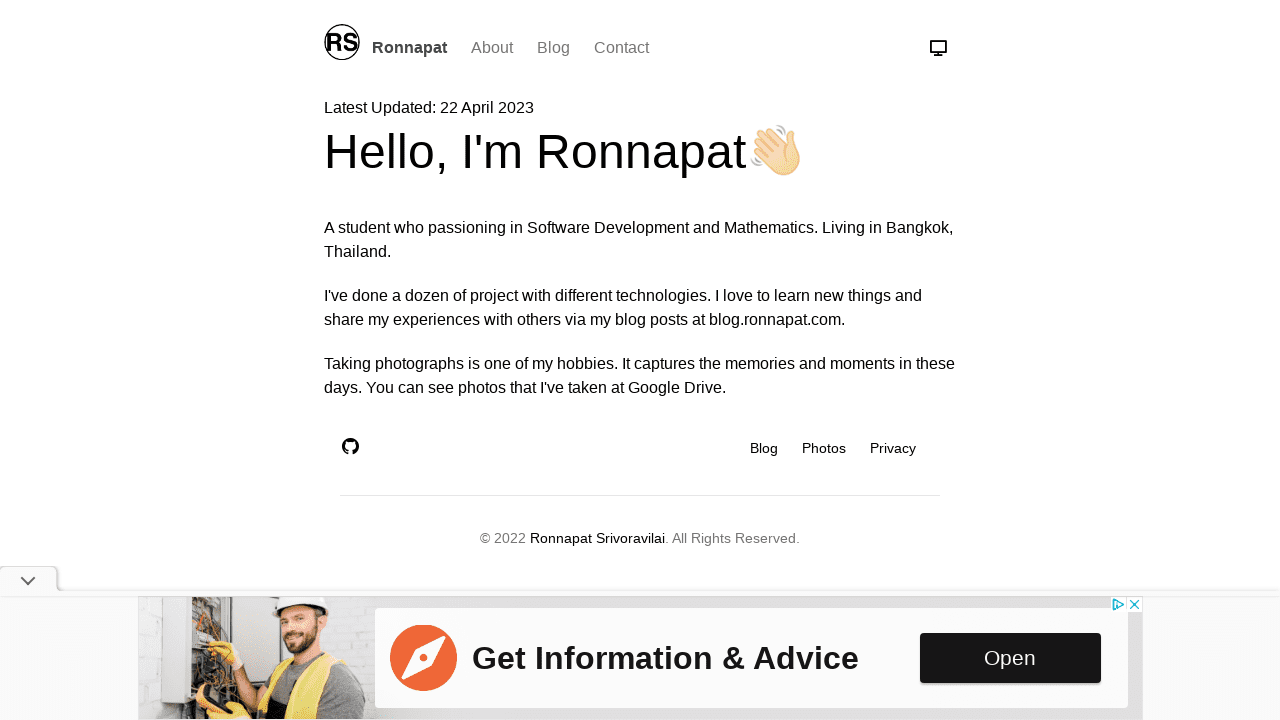 RS Ronnapat About Blog Contact
Latest Updated: 22 April 2023
Hello, I'm Ronnapat👋🏻
A student who passioning in Software Development and Mathematics. Living in Bangkok,
Thailand.
I've done a dozen of project with different technologies. I love to learn new things and
share my experiences with others via my blog posts at blog.ronnapat.com.
Taking photographs is one of my hobbies. It captures the memories and moments in these
days. You can see photos that I've taken at Google Drive.
Blog Photos Privacy
© 2022 Ronnapat Srivoravilai. All Rights Reserved.
Get Information & Advice
Open